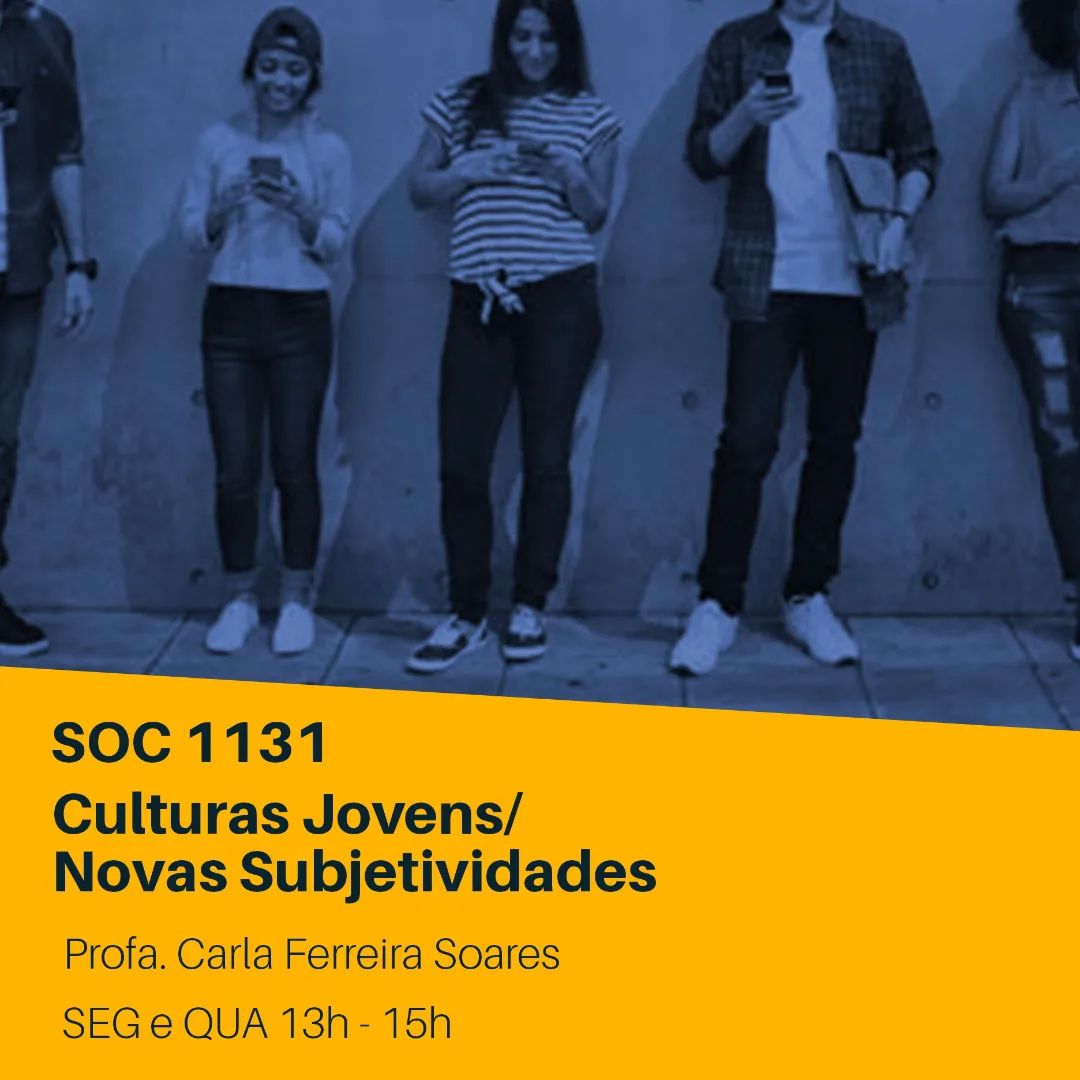 SOC 1131
Culturas Jovens/
Novas Subjetividades
Profa. Carla Ferreira Soares
SEG e QUA 13h - 15h